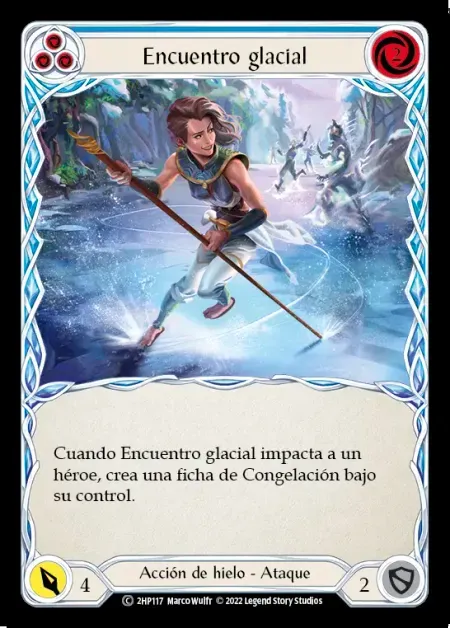 Encuentro glacial
2
Cuando Encuentro glacial impacta a un
héroe, crea una ficha de Congelación bajo
su control.
4
Acción de hielo - Ataque
2
C 2HP117 MarcoWulfr © 2022 Legend Story Studios